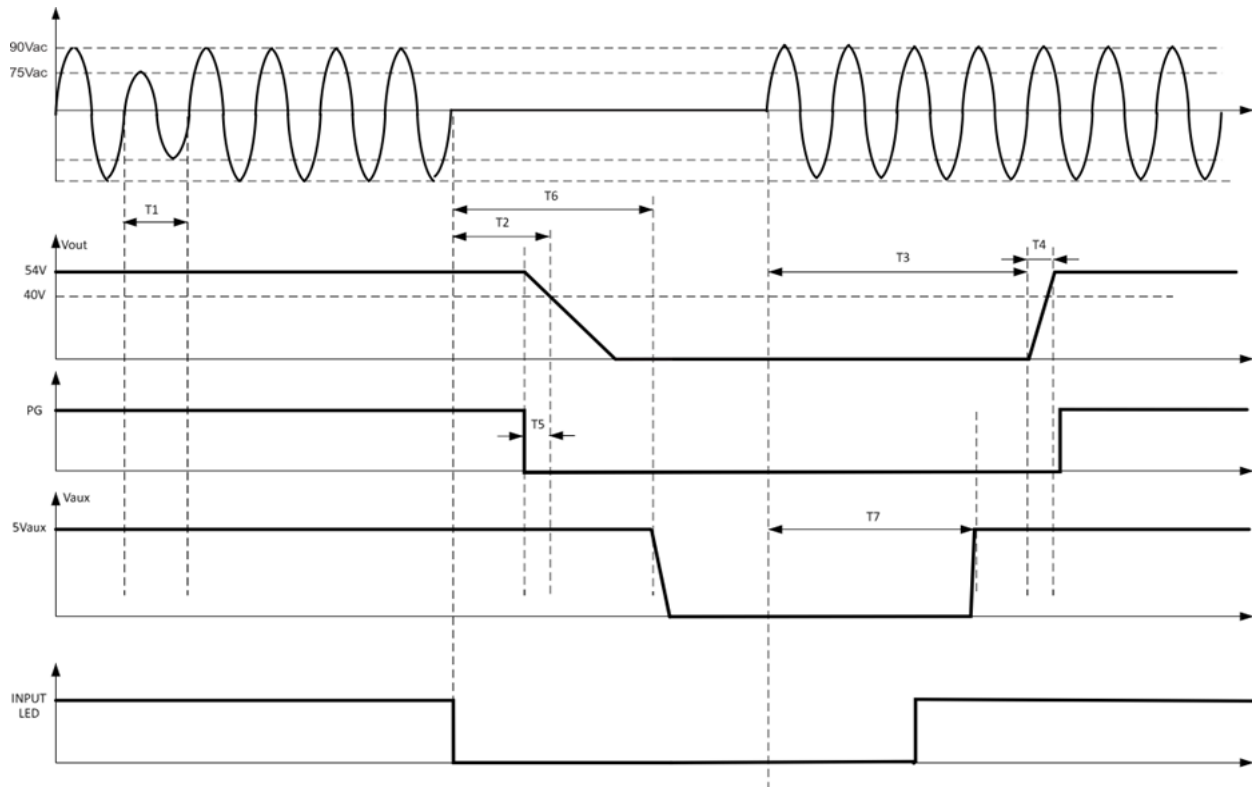 90Vac
75Vac
T1
T6
T2
Vout
54V
40V
T3
T4
PG
T5
Vaux
5Vaux
T7
INPUT
LED